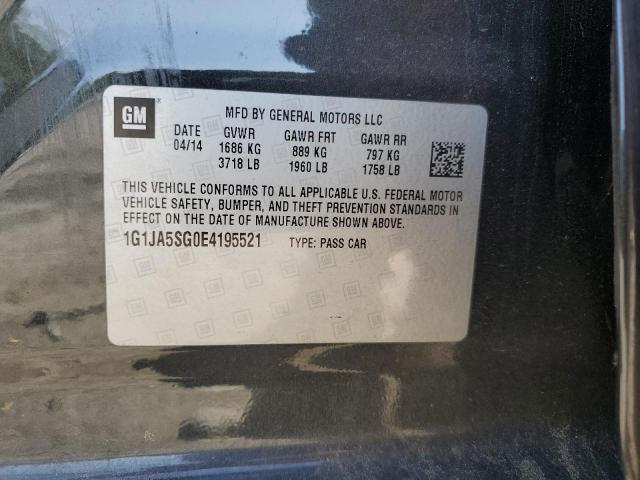 GM
MFD BY GENERAL MOTORS LLC
DATE GVWR GAWR FRT GAWR RR
04/14 1686 KG 889 KG 797 KG
3718 LB 1960 LB 1758 LB
THIS VEHICLE CONFORMS TO ALL APPLICABLE U.S. FEDERAL MOTOR
VEHICLE SAFETY, BUMPER, AND THEFT PREVENTION STANDARDS IN
EFFECT ON THE DATE OF MANUFACTURE SHOWN ABOVE.
1G1JA5SG0E4195521 TYPE: PASS CAR